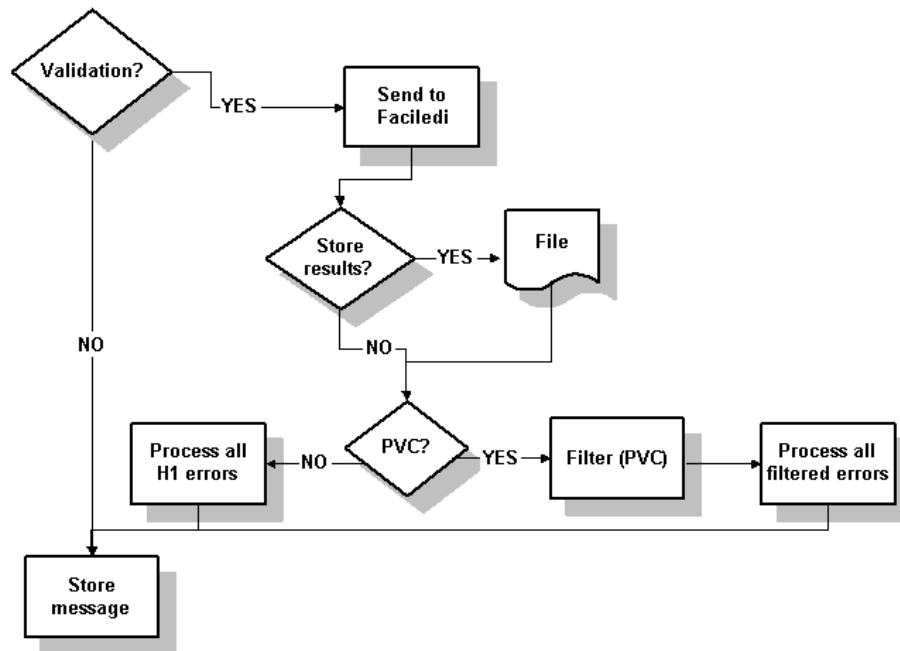 Validation?
YES
Send to
Faciledi
Store
results?
YES
File
NO
NO
PVC?
Process all
H1 errors
NO
YES
Filter (PVC)
Process all
filtered errors
Store
message